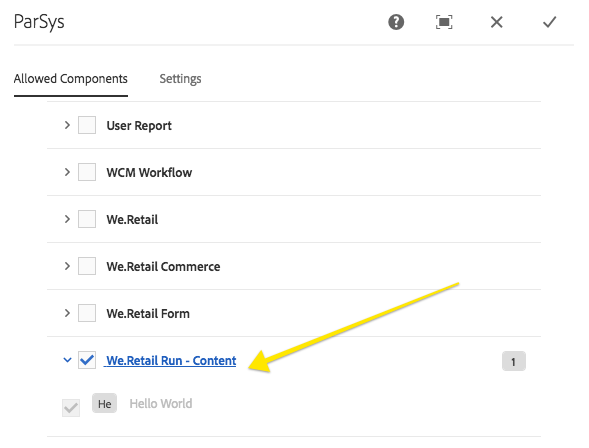 ParSys
Allowed Components Settings
User Report
WCM Workflow
We.Retail
We.Retail Commerce
We.Retail Form
We.Retail Run - Content 1
He Hello World